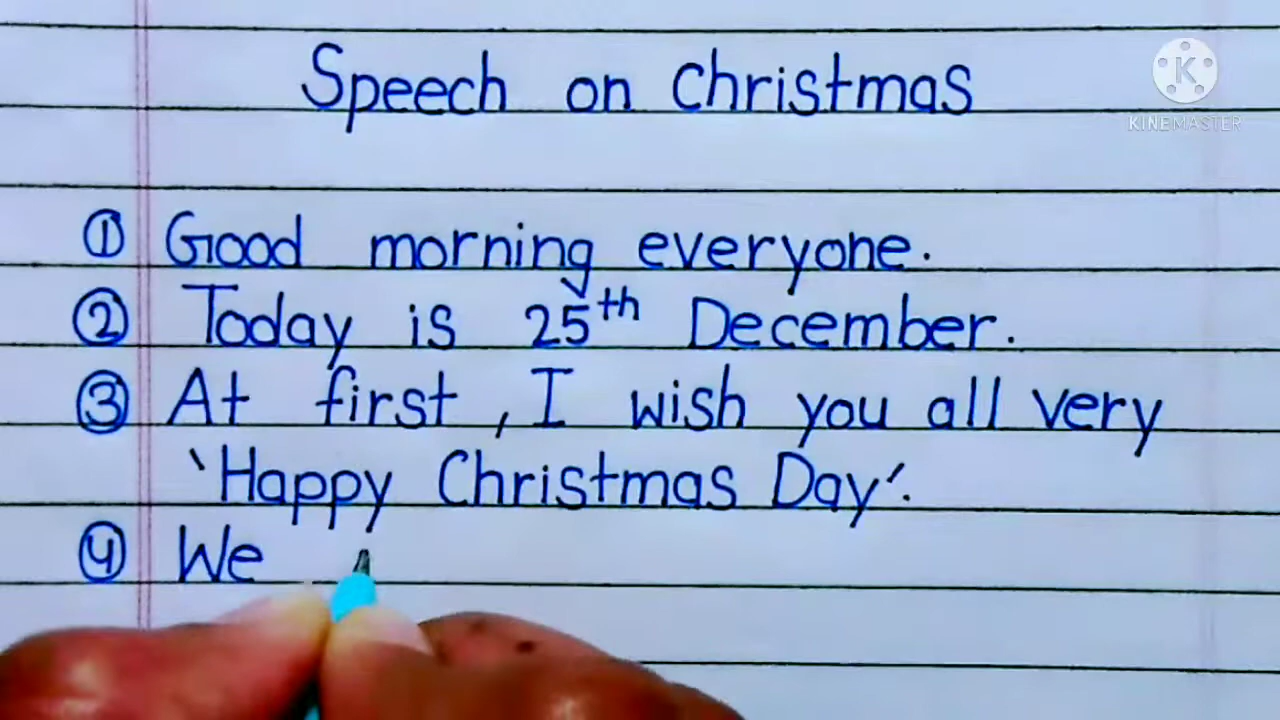 Speech on Christmas
KINEMASTER
① Good morning everyone.
② Today is 25th December.
③ At first, I wish you all very
'Happy Christmas Day'.
④ We